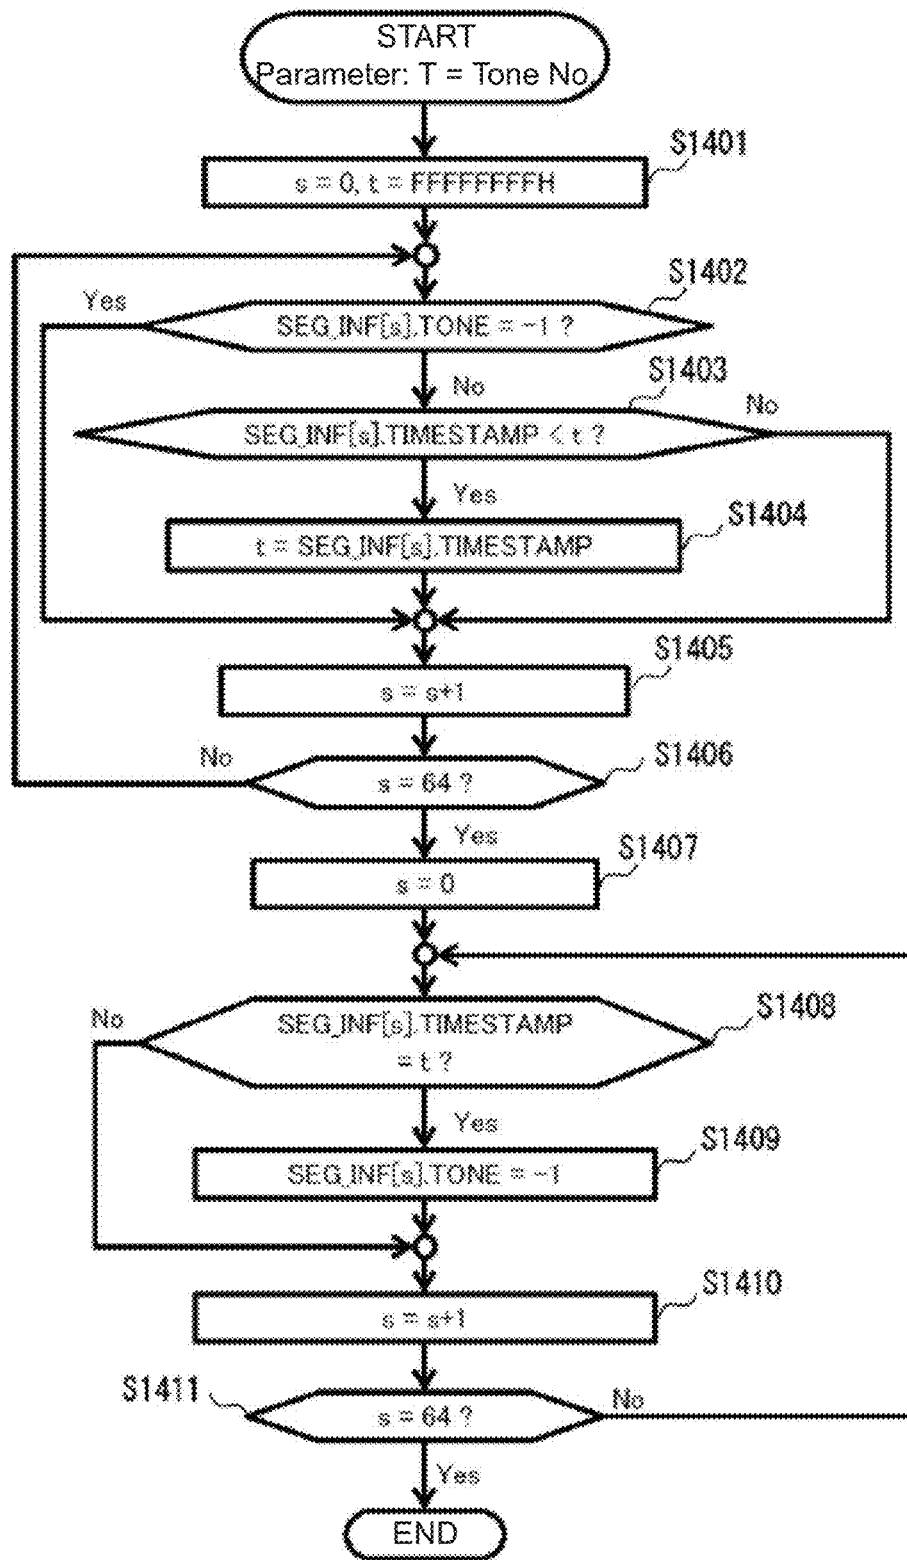 START
Parameter: T = Tone No.
S1401
s = 0, t = FFFFFFFFH
S1402
Yes
SEG_INF[s].TONE = -1 ?
No
S1403
SEG_INF[s].TIMESTAMP < t ?
No
Yes
S1404
t = SEG_INF[s].TIMESTAMP
S1405
s = s+1
No
S1406
s = 64 ?
Yes
S1407
s = 0
No
S1408
SEG_INF[s].TIMESTAMP
= t ?
Yes
S1409
SEG_INF[s].TONE = -1
S1410
s = s+1
S1411
s = 64 ?
No
Yes
END